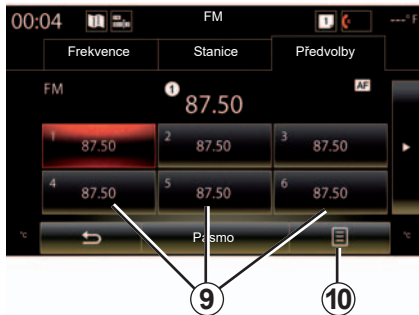 00:04 FM 1 ---°F
Frekvence Stanice Předvolby
FM 1 87.50 AF
1 87.50 2 87.50 3 87.50
4 87.50 5 87.50 6 87.50
°C Pásmo °C
9 10